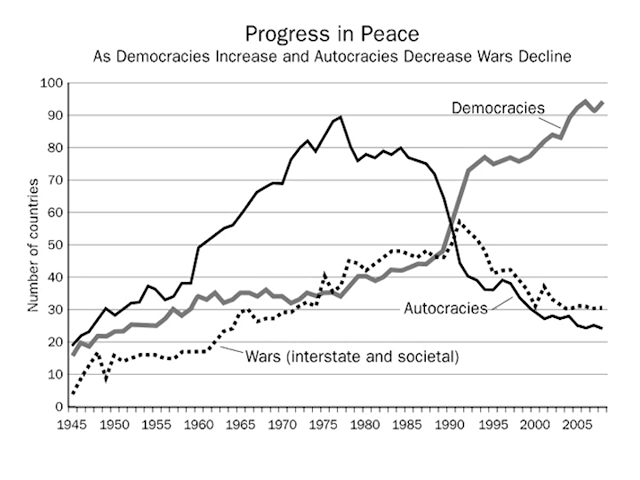 Progress in Peace
As Democracies Increase and Autocracies Decrease Wars Decline
Number of countries
100
90
80
70
60
50
40
30
20
10
0
Democracies
Autocracies
Wars (interstate and societal)
1945 1950 1955 1960 1965 1970 1975 1980 1985 1990 1995 2000 2005